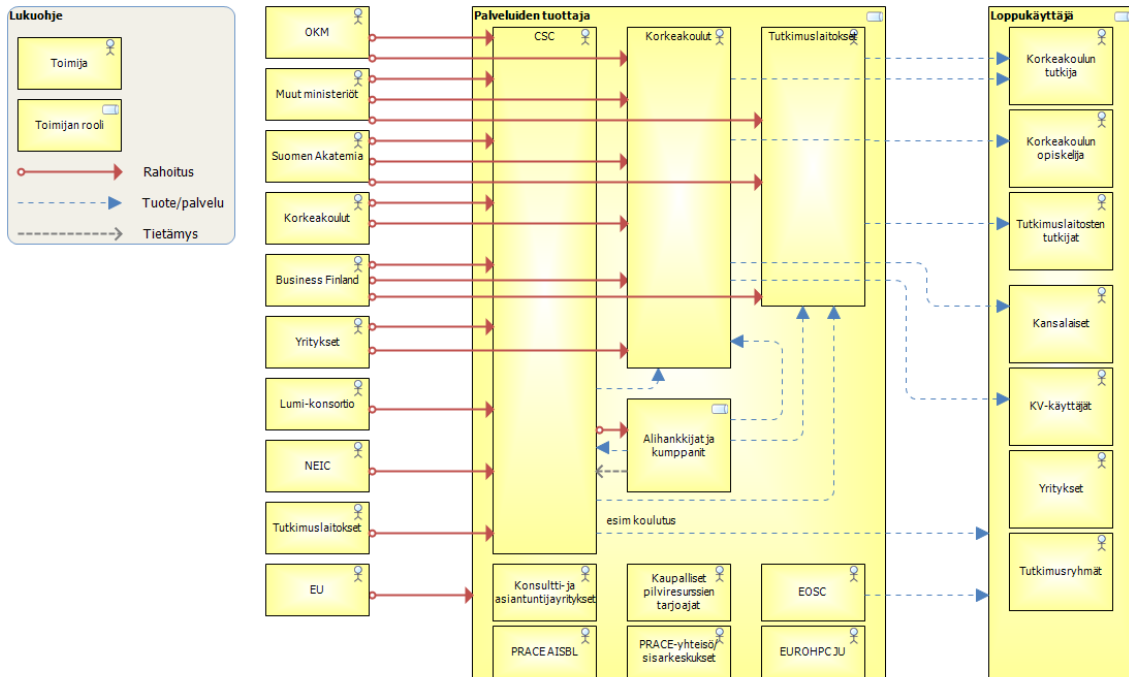 Lukuohje
Toimija
Toimijan rooli
Rahoitus
Tuote/palvelu
Tietämys
OKM
Muut ministeriöt
Suomen Akatemia
Korkeakoulut
Business Finland
Yritykset
Lumi-konsortio
NEIC
Tutkimuslaitokset
EU
Palveluiden tuottaja
CSC
Korkeakoulut
Tutkimuslaitokset
Alihankkijat ja
kumppanit
esim koulutus
Konsultti- ja
asiantuntijayritykset
Kaupalliset
pilviresurssien
tarjoajat
EOSC
PRACE AISBL
PRACE-yhteisö/
sisarkeskukset
EUROHPC JU
Loppukäyttäjä
Korkeakoulun
tutkija
Korkeakoulun
opiskelija
Tutkimuslaitosten
tutkijat
Kansalaiset
KV-käyttäjät
Yritykset
Tutkimusryhmät